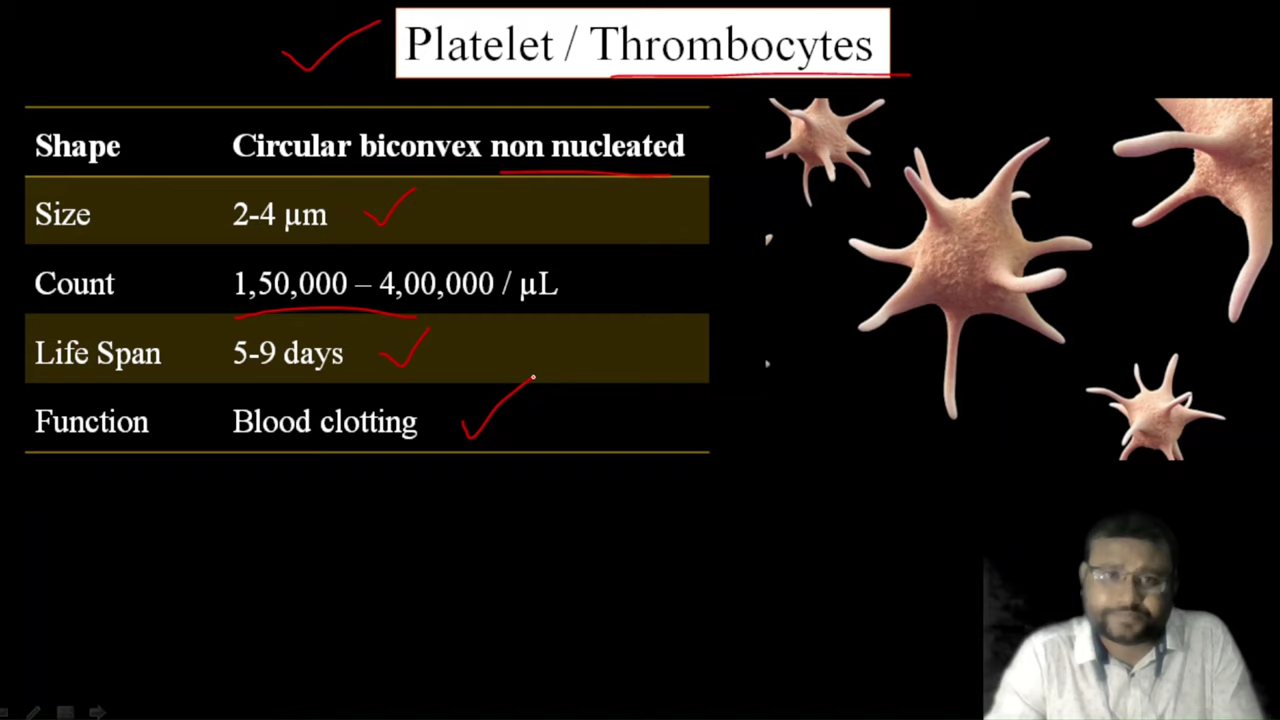 Platelet / Thrombocytes
Shape Circular biconvex non nucleated
Size 2-4 µm
Count 1,50,000 – 4,00,000 / µL
Life Span 5-9 days
Function Blood clotting